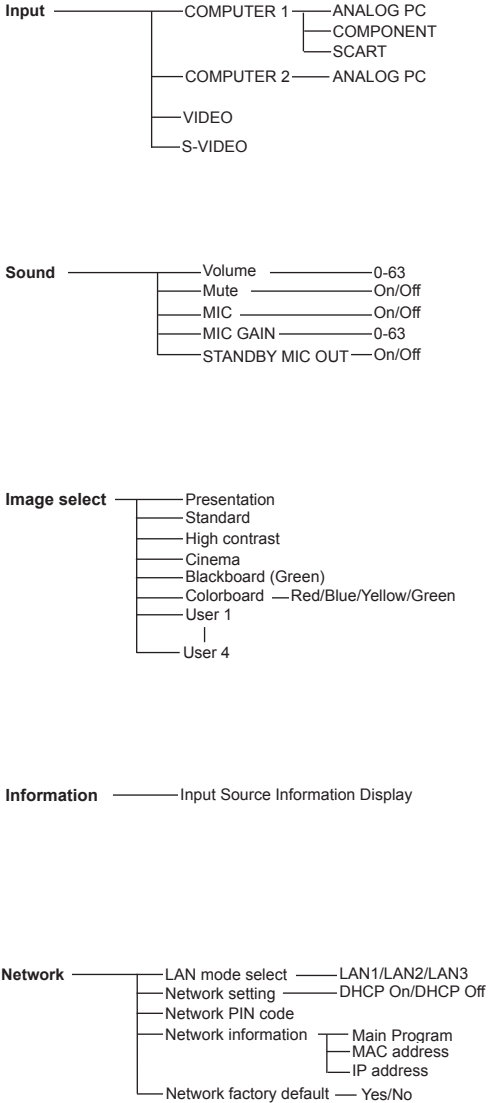 Input COMPUTER 1 ANALOG PC
COMPONENT
SCART
COMPUTER 2 ANALOG PC
VIDEO
S-VIDEO
Sound Volume 0-63
Mute On/Off
MIC On/Off
MIC GAIN 0-63
STANDBY MIC OUT On/Off
Image select Presentation
Standard
High contrast
Cinema
Blackboard (Green)
Colorboard Red/Blue/Yellow/Green
User 1
User 4
Information Input Source Information Display
Network LAN mode select LAN1/LAN2/LAN3
Network setting DHCP On/DHCP Off
Network PIN code
Network information Main Program
MAC address
IP address
Network factory default Yes/No